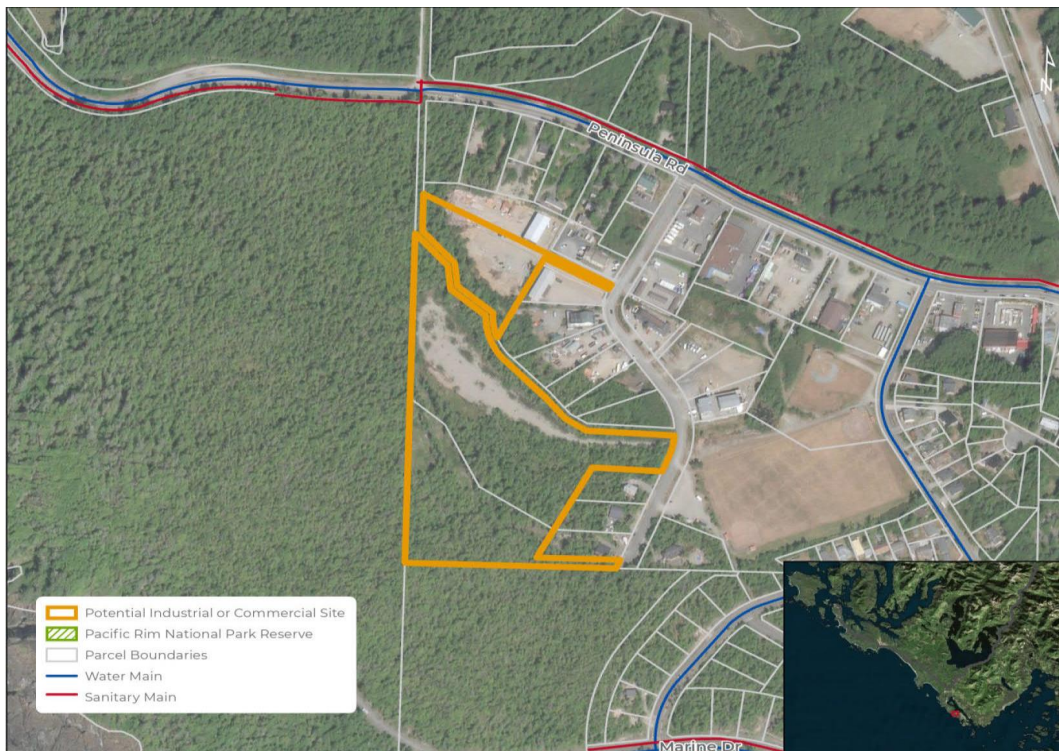 N
Peninsula Rd
Potential Industrial or Commercial Site
Pacific Rim National Park Reserve
Parcel Boundaries
Water Main
Sanitary Main
Marine Dr